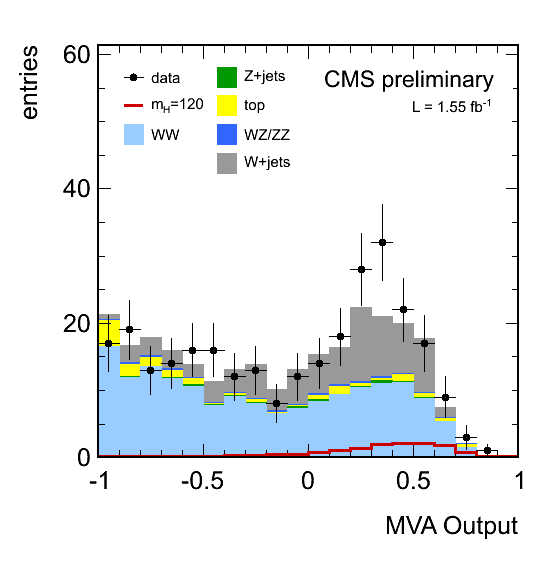 60
40
20
0
entries
data
m_H=120
WW
Z+jets
top
WZ/ZZ
W+jets
CMS preliminary
L = 1.55 fb⁻¹
-1 -0.5 0 0.5 1
MVA Output